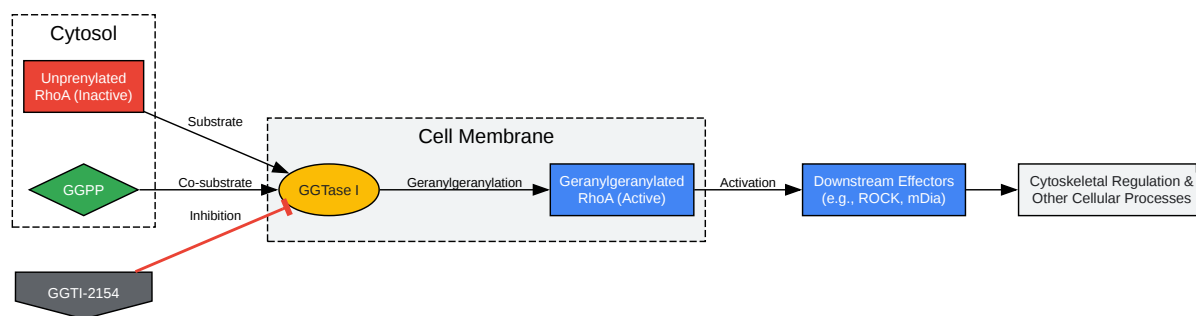 Cytosol
Unprenylated
RhoA (Inactive)
Substrate
Cell Membrane
GGPP
Co-substrate
GGTase I
Geranylgeranylation
Geranylgeranylated
RhoA (Active)
Activation
Downstream Effectors
(e.g., ROCK, mDia)
Cytoskeletal Regulation &
Other Cellular Processes
Inhibition
GGTI-2154